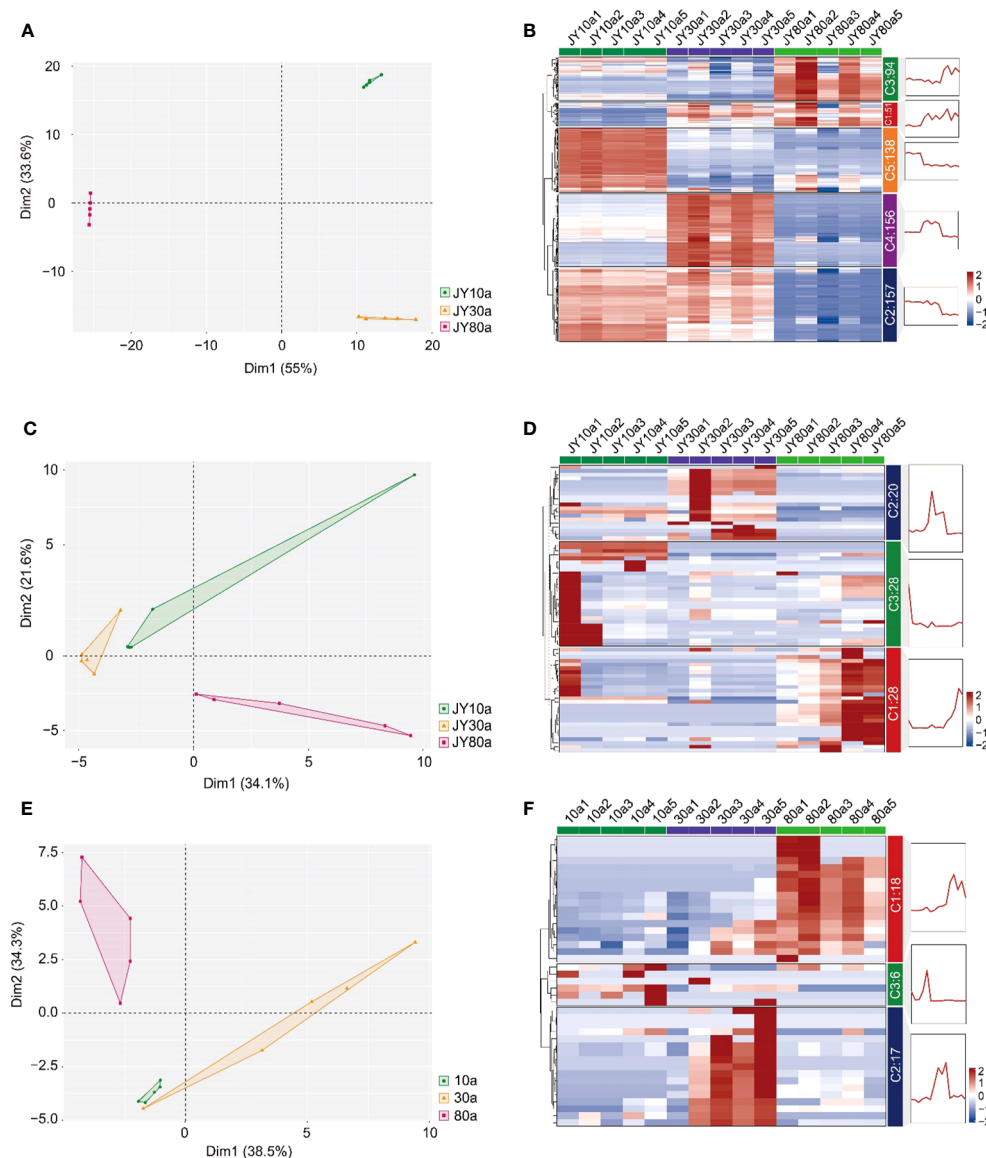 A
20
10
0
−10
−20
−10
0
10
20
Dim2 (33.6%)
Dim1 (55%)
JY10a
JY30a
JY80a
B
JY10a1 JY10a2 JY10a3 JY10a4 JY10a5 JY30a1 JY30a2 JY30a3 JY30a4 JY30a5 JY80a1 JY80a2 JY80a3 JY80a4 JY80a5
C3:94
C1:51
C5:138
C4:156
C2:157
2
1
0
−1
−2
C
10
5
0
−5
−5
0
5
10
Dim2 (21.6%)
Dim1 (34.1%)
JY10a
JY30a
JY80a
D
JY10a1 JY10a2 JY10a3 JY10a4 JY10a5 JY30a1 JY30a2 JY30a3 JY30a4 JY30a5 JY80a1 JY80a2 JY80a3 JY80a4 JY80a5
C2:20
C3:28
C1:28
2
1
0
−1
−2
E
7.5
5.0
2.5
0.0
−2.5
−5.0
0
5
10
Dim2 (34.3%)
Dim1 (38.5%)
10a
30a
80a
F
10a1 10a2 10a3 10a4 10a5 30a1 30a2 30a3 30a4 30a5 80a1 80a2 80a3 80a4 80a5
C1:18
C3:6
C2:17
2
1
0
−1
−2